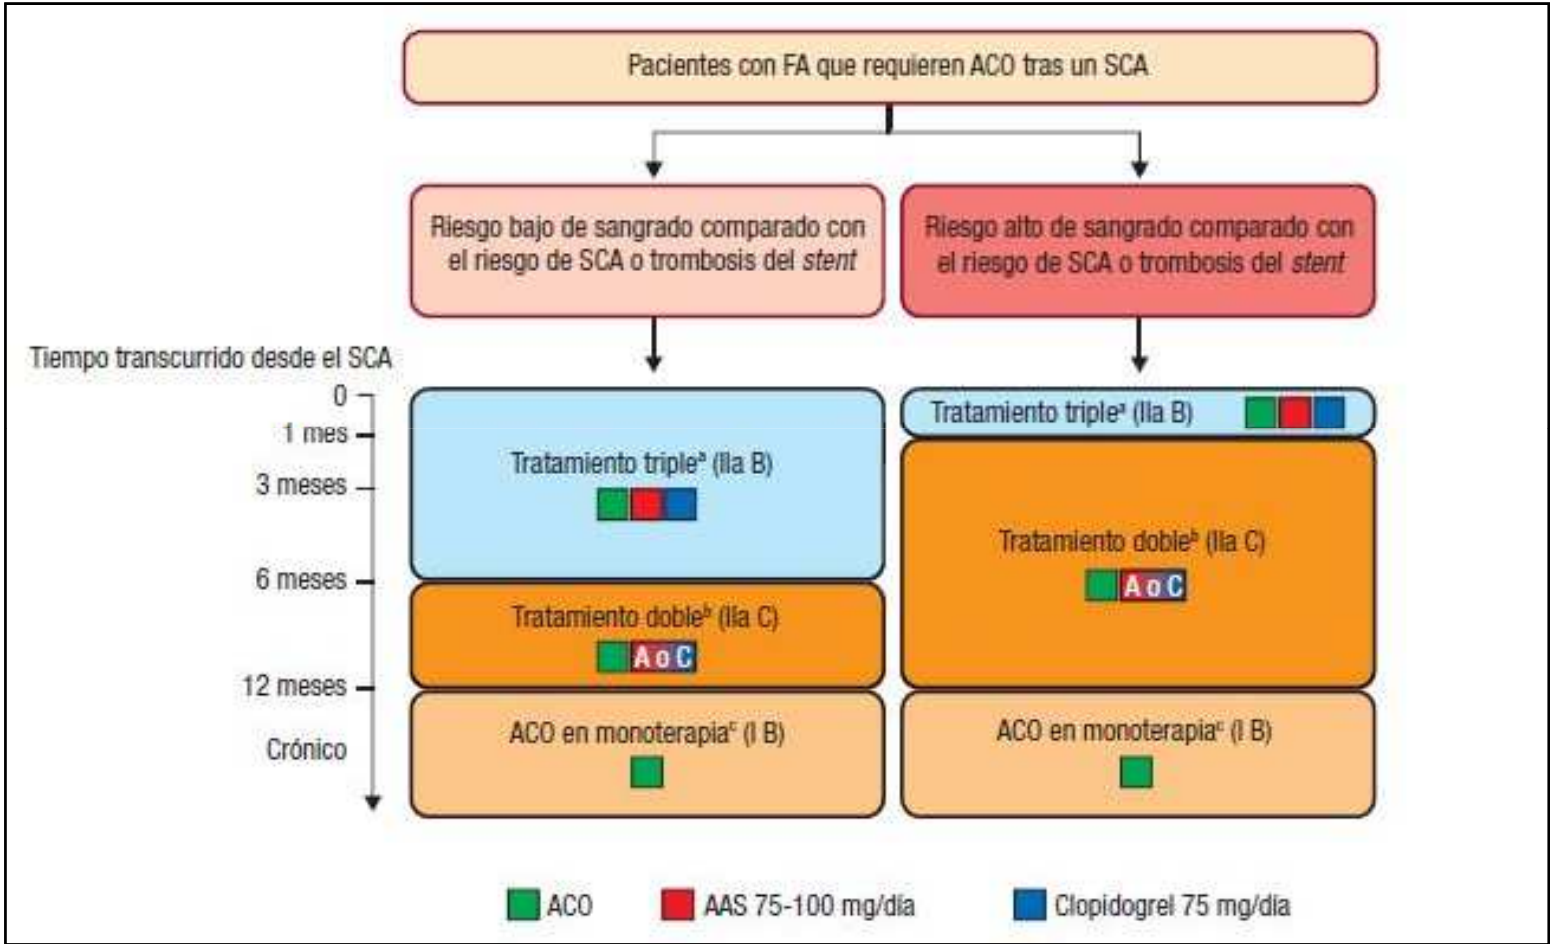 Pacientes con FA que requieren ACO tras un SCA
Riesgo bajo de sangrado comparado con
el riesgo de SCA o trombosis del stent
Riesgo alto de sangrado comparado con
el riesgo de SCA o trombosis del stent
Tiempo transcurrido desde el SCA
0
1 mes
3 meses
6 meses
12 meses
Crónico
Tratamiento tripleª (IIa B)
Tratamiento dobleᵇ (IIa C)
A o C
ACO en monoterapiaᶜ (I B)
Tratamiento tripleª (IIa B)
Tratamiento dobleᵇ (IIa C)
A o C
ACO en monoterapiaᶜ (I B)
ACO
AAS 75-100 mg/día
Clopidogrel 75 mg/día